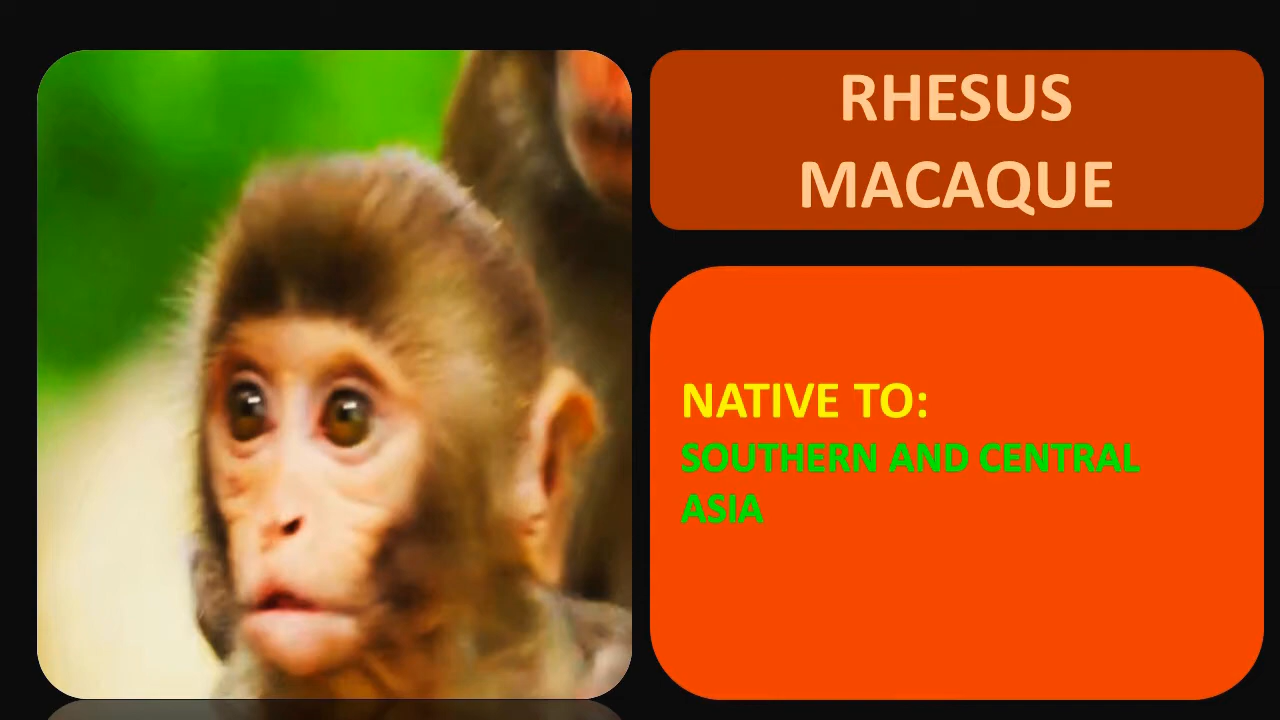 RHESUS
MACAQUE
NATIVE TO:
SOUTHERN AND CENTRAL
ASIA